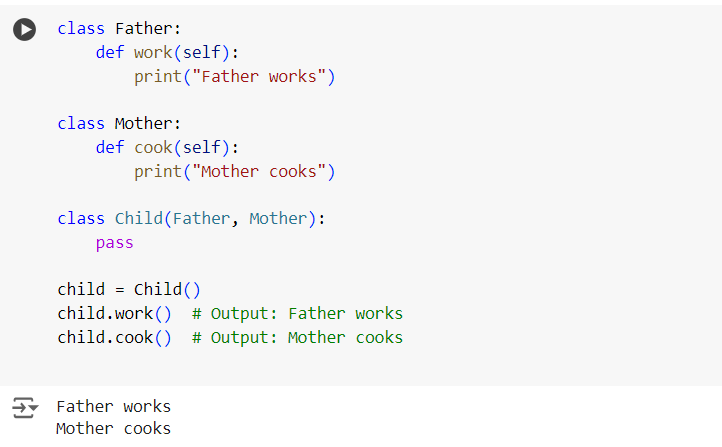 class Father:
    def work(self):
        print("Father works")

class Mother:
    def cook(self):
        print("Mother cooks")

class Child(Father, Mother):
    pass

child = Child()
child.work()  # Output: Father works
child.cook()  # Output: Mother cooks

Father works
Mother cooks